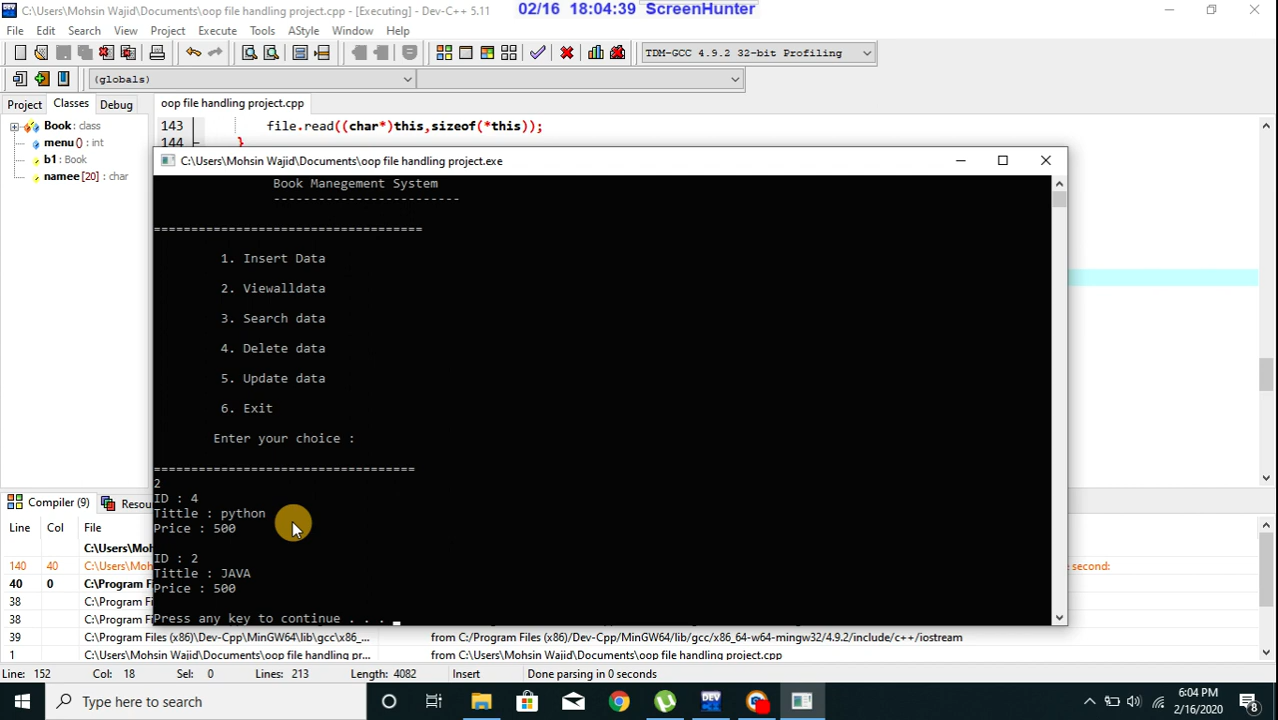 C:\Users\Mohsin Wajid\Documents\oop file handling project.cpp - [Executing] - Dev-C++ 5.11
02/16 18:04:39 ScreenHunter
File Edit Search View Project Execute Tools AStyle Window Help
TDM-GCC 4.9.2 32-bit Profiling
(globals)
Project Classes Debug
oop file handling project.cpp
Book : class
menu () : int
b1 : Book
namee [20] : char
143 file.read((char*)this,sizeof(*this));
144 }
C:\Users\Mohsin Wajid\Documents\oop file handling project.exe
Book Manegement System
-------------------------
====================================
1. Insert Data
2. Viewalldata
3. Search data
4. Delete data
5. Update data
6. Exit
Enter your choice :
===================================
2
ID : 4
Tittle : python
Price : 500
ID : 2
Tittle : JAVA
Price : 500
Press any key to continue . . .
Compiler (9)
Line Col File
C:\Users\Moh
140 40 C:\Users\Mo
e second:
40 0 C:\Program F
38 C:\Program F
38 C:\Program F
39 C:\Program Files (x86)\Dev-Cpp\MinGW64\lib\gcc\x86_... from C:/Program Files (x86)/Dev-Cpp/MinGW64/lib/gcc/x86_64-w64-mingw32/4.9.2/include/c++/iostream
1 C:\Users\Mohsin Wajid\Documents\oop file handling pr... from C:\Users\Mohsin Wajid\Documents\oop file handling project.cpp
Line: 152 Col: 18 Sel: 0 Lines: 213 Length: 4082 Insert Done parsing in 0 seconds
Type here to search
DEV
6:04 PM
2/16/2020
8